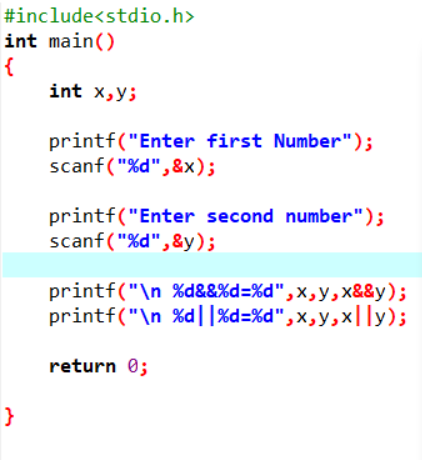 #include<stdio.h>
int main()
{
    int x,y;
    printf("Enter first Number");
    scanf("%d",&x);
    printf("Enter second number");
    scanf("%d",&y);
    printf("\n %d&&%d=%d",x,y,x&&y);
    printf("\n %d||%d=%d",x,y,x||y);
    return 0;
}